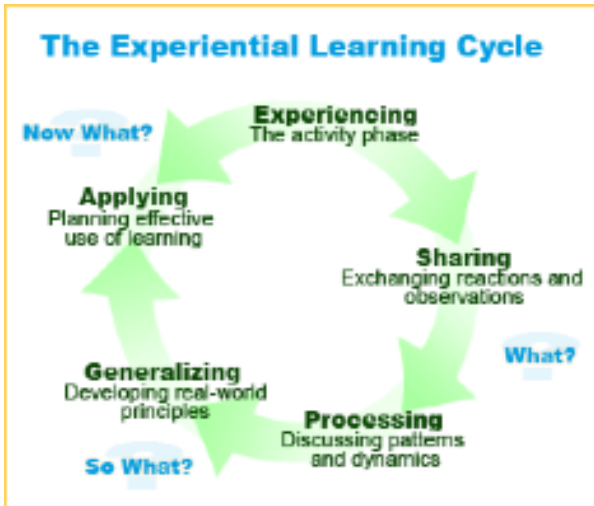 The Experiential Learning Cycle
Experiencing
The activity phase
Now What?
Applying
Planning effective
use of learning
Sharing
Exchanging reactions and
observations
What?
Generalizing
Developing real-world
principles
Processing
Discussing patterns
and dynamics
So What?